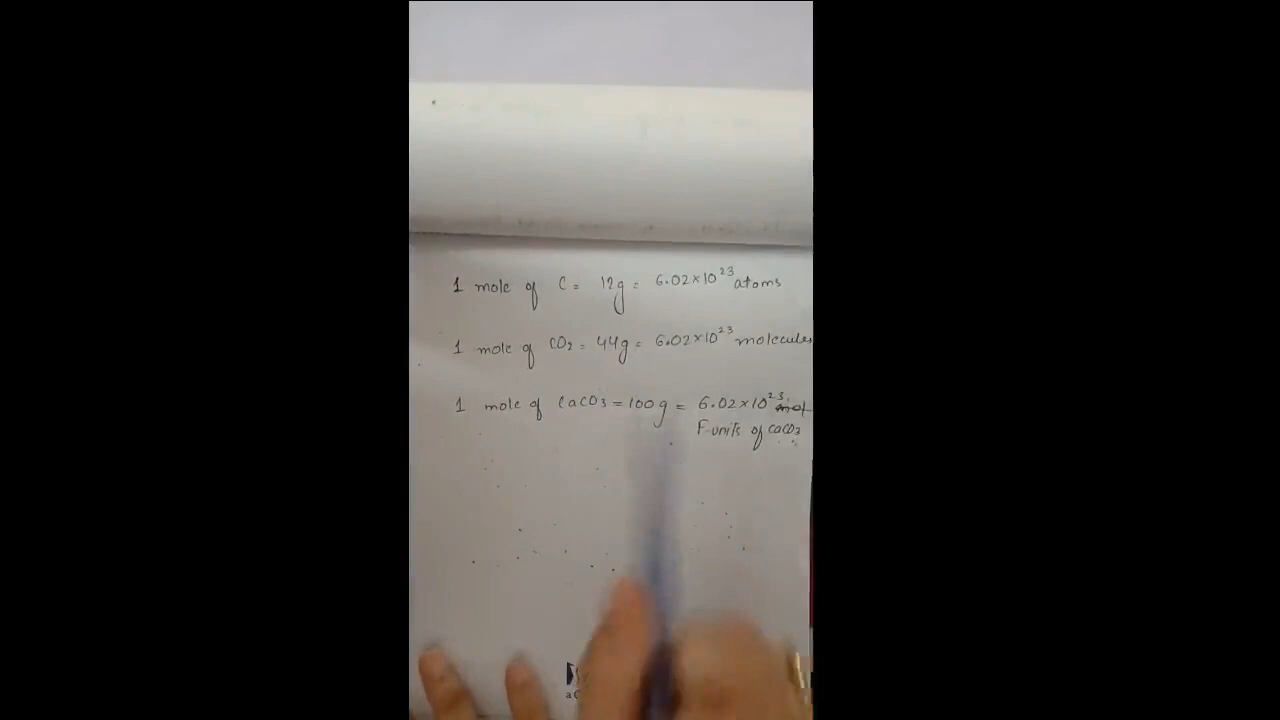 1 mole of C = 12g = 6.02×10²³ atoms
1 mole of CO₂ = 44g = 6.02×10²³ molecules
1 mole of CaCO₃ = 100g = 6.02×10²³
F-units of CaCO₃